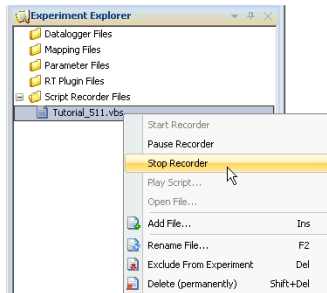 Experiment Explorer
Datalogger Files
Mapping Files
Parameter Files
RT Plugin Files
Script Recorder Files
Tutorial_511.vbs
Start Recorder
Pause Recorder
Stop Recorder
Play Script...
Open File...
Add File... Ins
Rename File... F2
Exclude From Experiment Del
Delete (permanently) Shift+Del